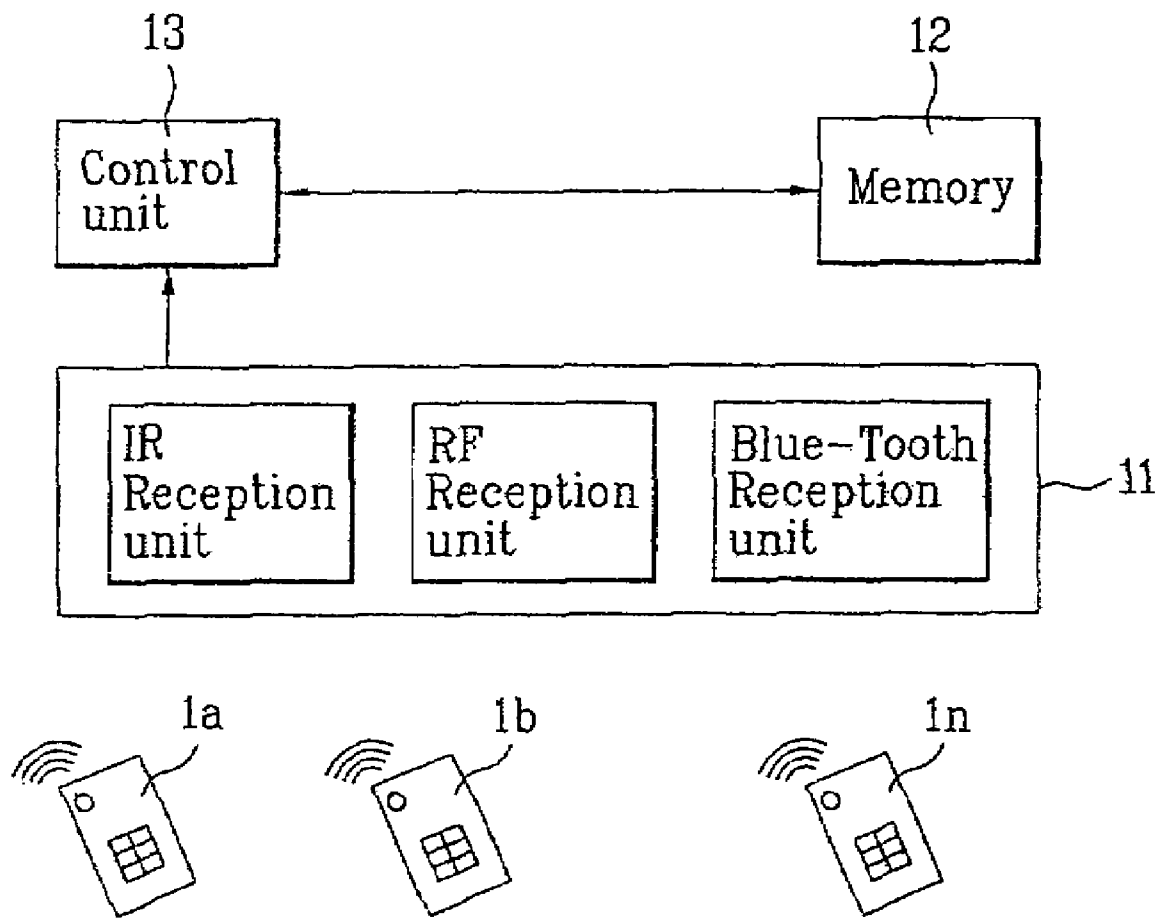 13
12
Control
unit
Memory
IR
Reception
unit
RF
Reception
unit
Blue-Tooth
Reception
unit
11
1a
1b
1n